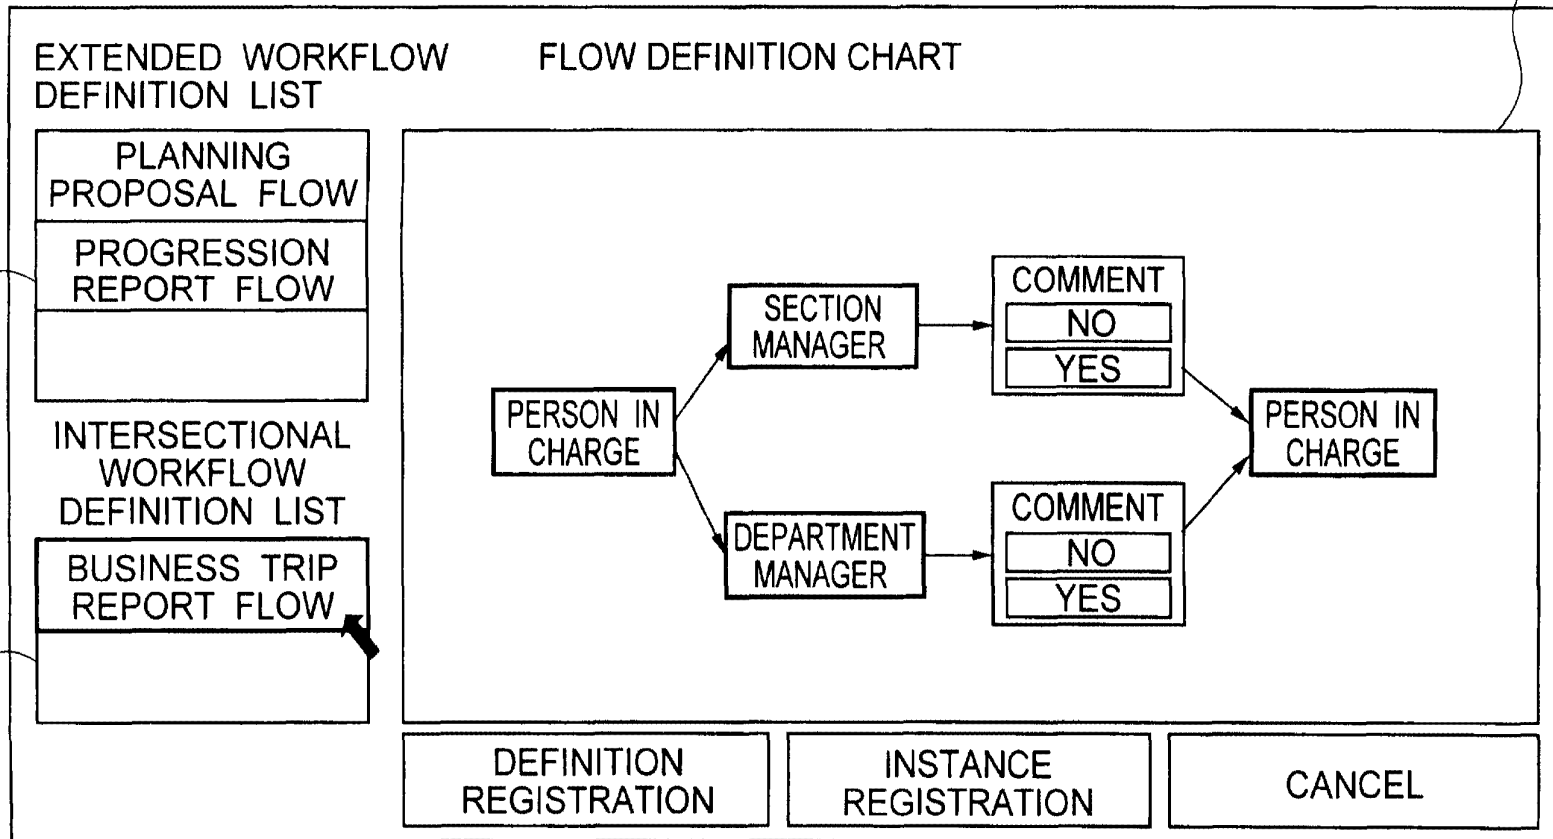 EXTENDED WORKFLOW
DEFINITION LIST
FLOW DEFINITION CHART
PLANNING
PROPOSAL FLOW
PROGRESSION
REPORT FLOW
INTERSECTIONAL
WORKFLOW
DEFINITION LIST
BUSINESS TRIP
REPORT FLOW
PERSON IN
CHARGE
SECTION
MANAGER
COMMENT
NO
YES
DEPARTMENT
MANAGER
COMMENT
NO
YES
PERSON IN
CHARGE
DEFINITION
REGISTRATION
INSTANCE
REGISTRATION
CANCEL